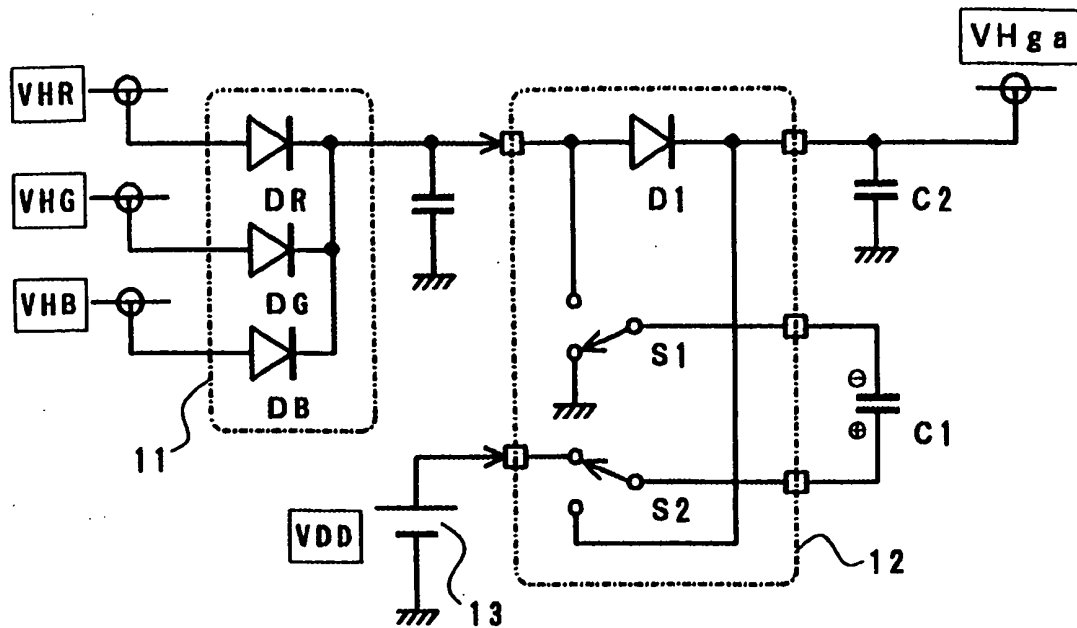 VHga
VHR
VHG
VHB
DR
DG
DB
11
D1
C2
S1
⊖
⊕
C1
S2
VDD
13
12